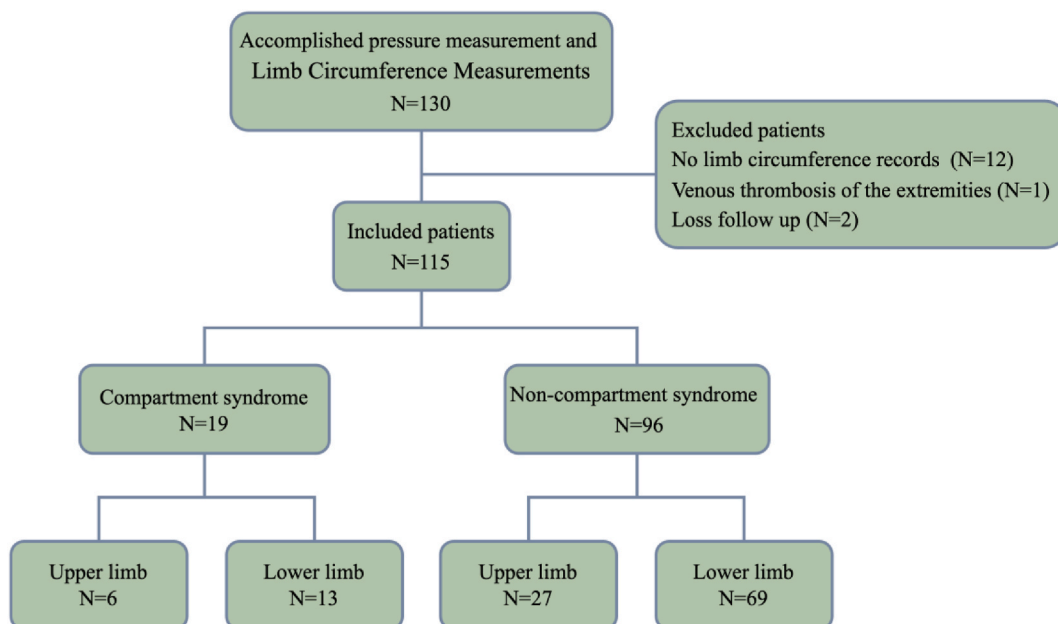 Accomplished pressure measurement and
Limb Circumference Measurements
N=130
Excluded patients
No limb circumference records (N=12)
Venous thrombosis of the extremities (N=1)
Loss follow up (N=2)
Included patients
N=115
Compartment syndrome
N=19
Non-compartment syndrome
N=96
Upper limb
N=6
Lower limb
N=13
Upper limb
N=27
Lower limb
N=69